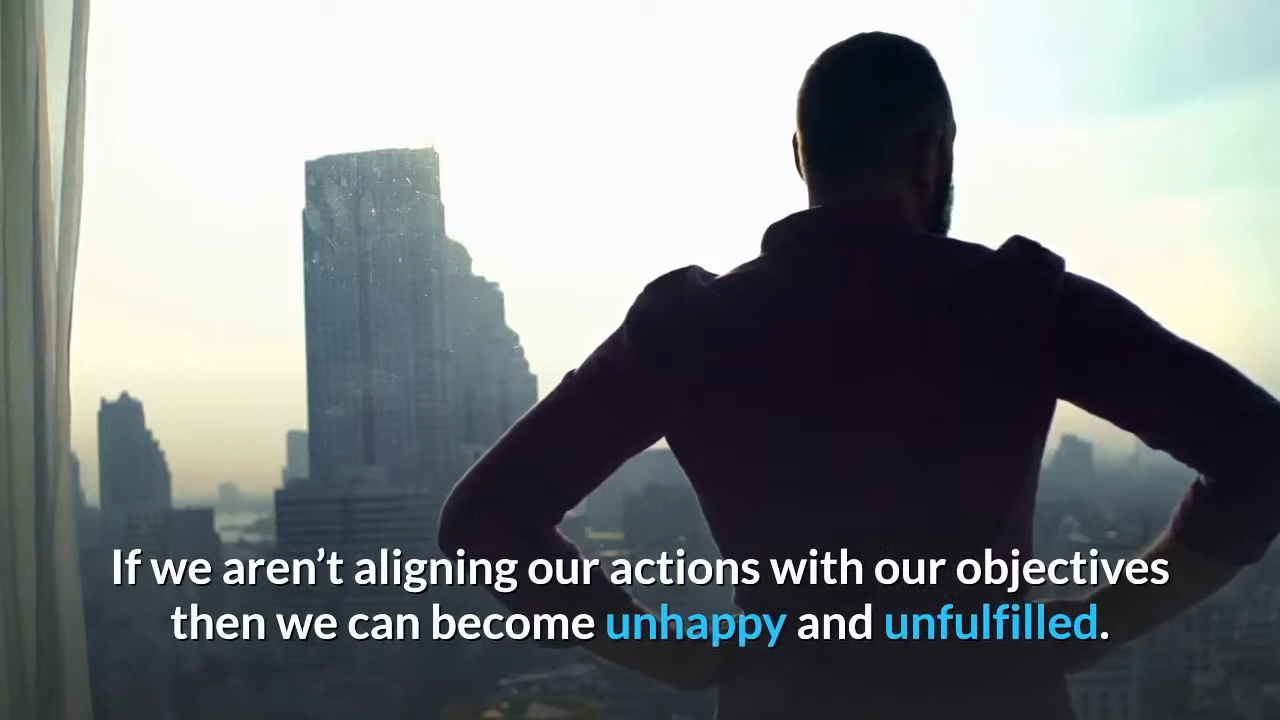 If we aren’t aligning our actions with our objectives
then we can become unhappy and unfulfilled.